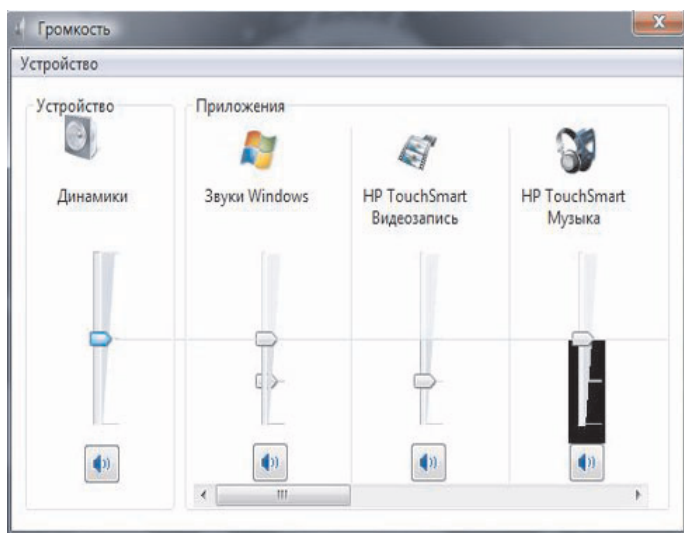 Громкость
Устройство
Устройство
Приложения
Динамики
Звуки Windows
HP TouchSmart
Видеозапись
HP TouchSmart
Музыка